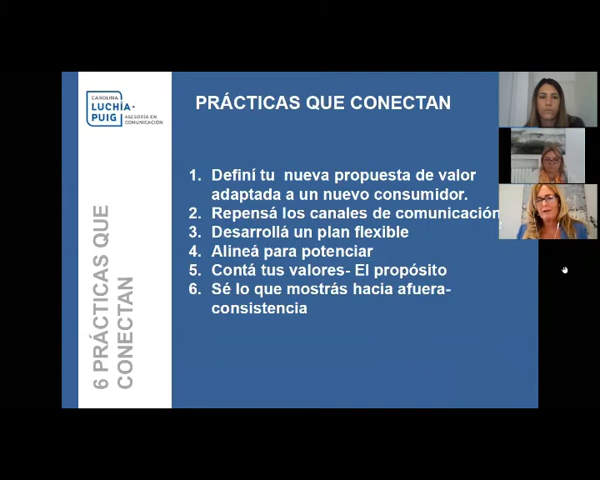 CAROLINA
LUCHÍA-
PUIG
ASESORÍA EN
COMUNICACIÓN
6 PRÁCTICAS QUE
CONECTAN
PRÁCTICAS QUE CONECTAN
1. Definí tu nueva propuesta de valor
adaptada a un nuevo consumidor.
2. Repensá los canales de comunicación
3. Desarrollá un plan flexible
4. Alineá para potenciar
5. Contá tus valores- El propósito
6. Sé lo que mostrás hacia afuera-
consistencia